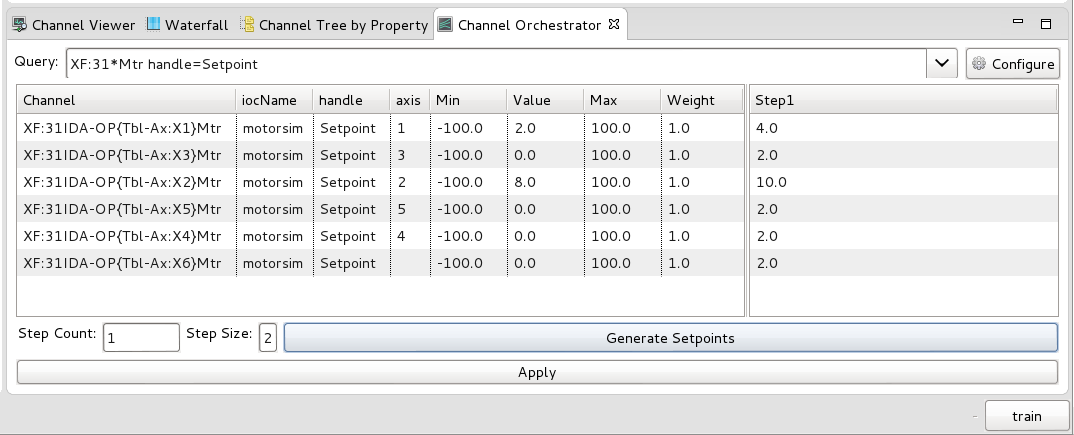 Channel Viewer Waterfall Channel Tree by Property Channel Orchestrator
Query: XF:31*Mtr handle=Setpoint Configure
Channel iocName handle axis Min Value Max Weight Step1
XF:31IDA-OP{Tbl-Ax:X1}Mtr motorsim Setpoint 1 -100.0 2.0 100.0 1.0 4.0
XF:31IDA-OP{Tbl-Ax:X3}Mtr motorsim Setpoint 3 -100.0 0.0 100.0 1.0 2.0
XF:31IDA-OP{Tbl-Ax:X2}Mtr motorsim Setpoint 2 -100.0 8.0 100.0 1.0 10.0
XF:31IDA-OP{Tbl-Ax:X5}Mtr motorsim Setpoint 5 -100.0 0.0 100.0 1.0 2.0
XF:31IDA-OP{Tbl-Ax:X4}Mtr motorsim Setpoint 4 -100.0 0.0 100.0 1.0 2.0
XF:31IDA-OP{Tbl-Ax:X6}Mtr motorsim Setpoint -100.0 0.0 100.0 1.0 2.0
Step Count: 1 Step Size: 2 Generate Setpoints
Apply
train